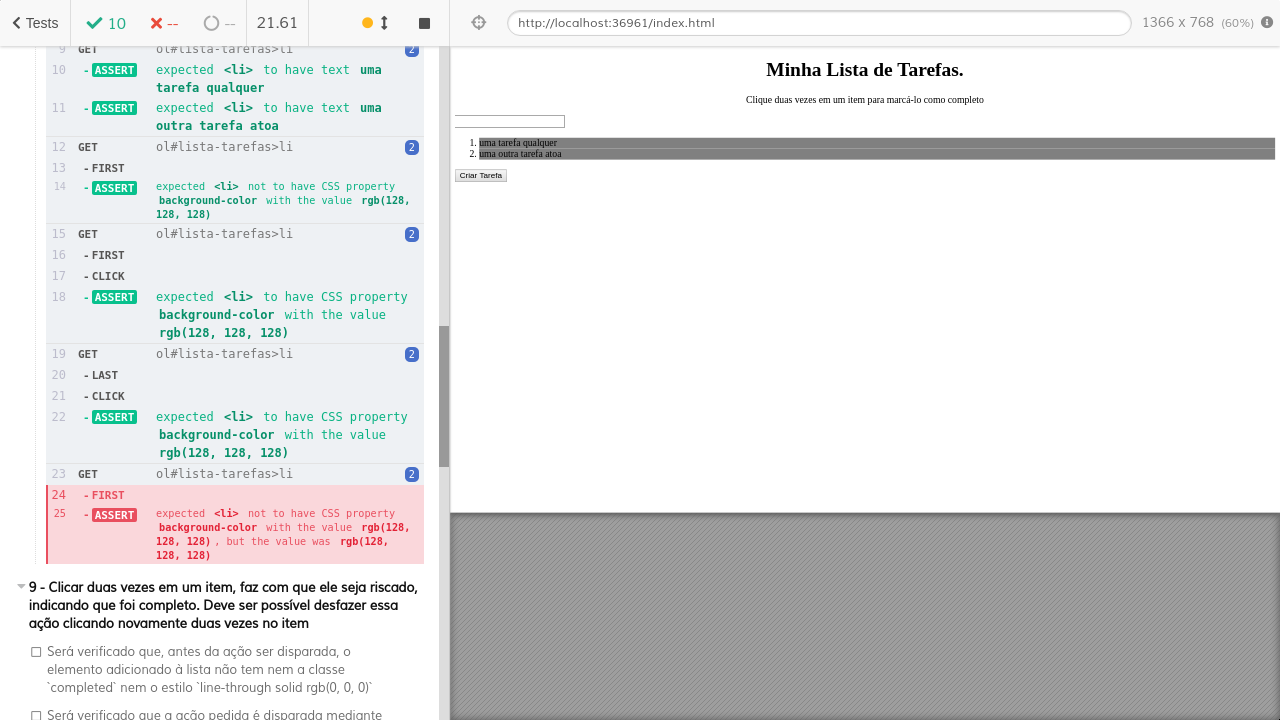 Tests 10 -- -- 21.61
http://localhost:36961/index.html 1366 x 768 (60%)
9 GET ol#lista-tarefas>li 2
10 - ASSERT expected <li> to have text uma
tarefa qualquer
11 - ASSERT expected <li> to have text uma
outra tarefa atoa
12 GET ol#lista-tarefas>li 2
13 - FIRST
14 - ASSERT expected <li> not to have CSS property
background-color with the value rgb(128,
128, 128)
15 GET ol#lista-tarefas>li 2
16 - FIRST
17 - CLICK
18 - ASSERT expected <li> to have CSS property
background-color with the value
rgb(128, 128, 128)
19 GET ol#lista-tarefas>li 2
20 - LAST
21 - CLICK
22 - ASSERT expected <li> to have CSS property
background-color with the value
rgb(128, 128, 128)
23 GET ol#lista-tarefas>li 2
24 - FIRST
25 - ASSERT expected <li> not to have CSS property
background-color with the value rgb(128,
128, 128), but the value was rgb(128,
128, 128)
9 - Clicar duas vezes em um item, faz com que ele seja riscado,
indicando que foi completo. Deve ser possível desfazer essa
ação clicando novamente duas vezes no item
Será verificado que, antes da ação ser disparada, o
elemento adicionado à lista não tem nem a classe
`completed` nem o estilo `line-through solid rgb(0, 0, 0)`
Será verificado que a ação pedida é disparada mediante
Minha Lista de Tarefas.
Clique duas vezes em um item para marcá-lo como completo
1. uma tarefa qualquer
2. uma outra tarefa atoa
Criar Tarefa